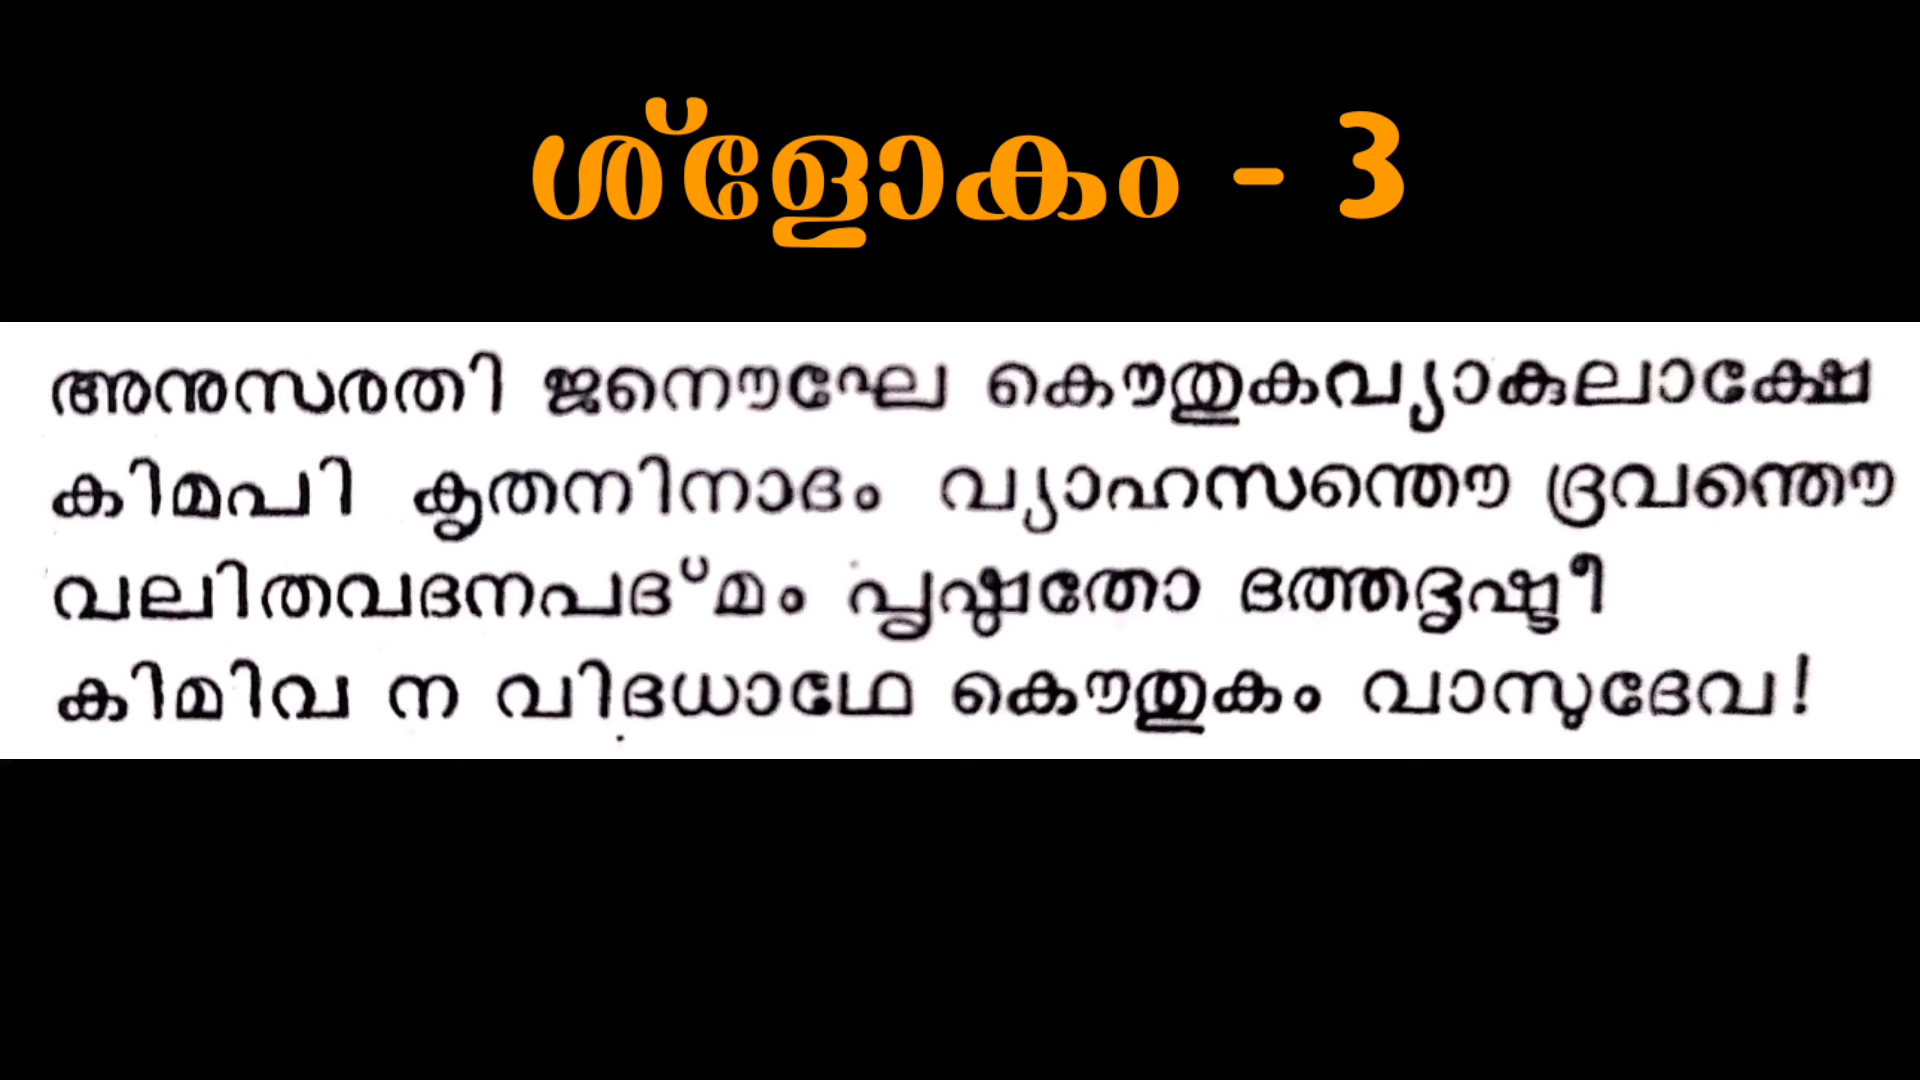 ശ്ളോകം - 3
അനുസരതി ജനൌഘേ കൌതുകവ്യാകുലാക്ഷേ
കിമപി കൃതനിനാദം വ്യാഹസന്തൌ ദ്രവന്തൌ
വലിതവദനപദ്മം പൃഷ്ഠതോ ദത്തദൃഷ്ടീ
കിമിവ ന വിദധാഥേ കൌതുകം വാസുദേവ!